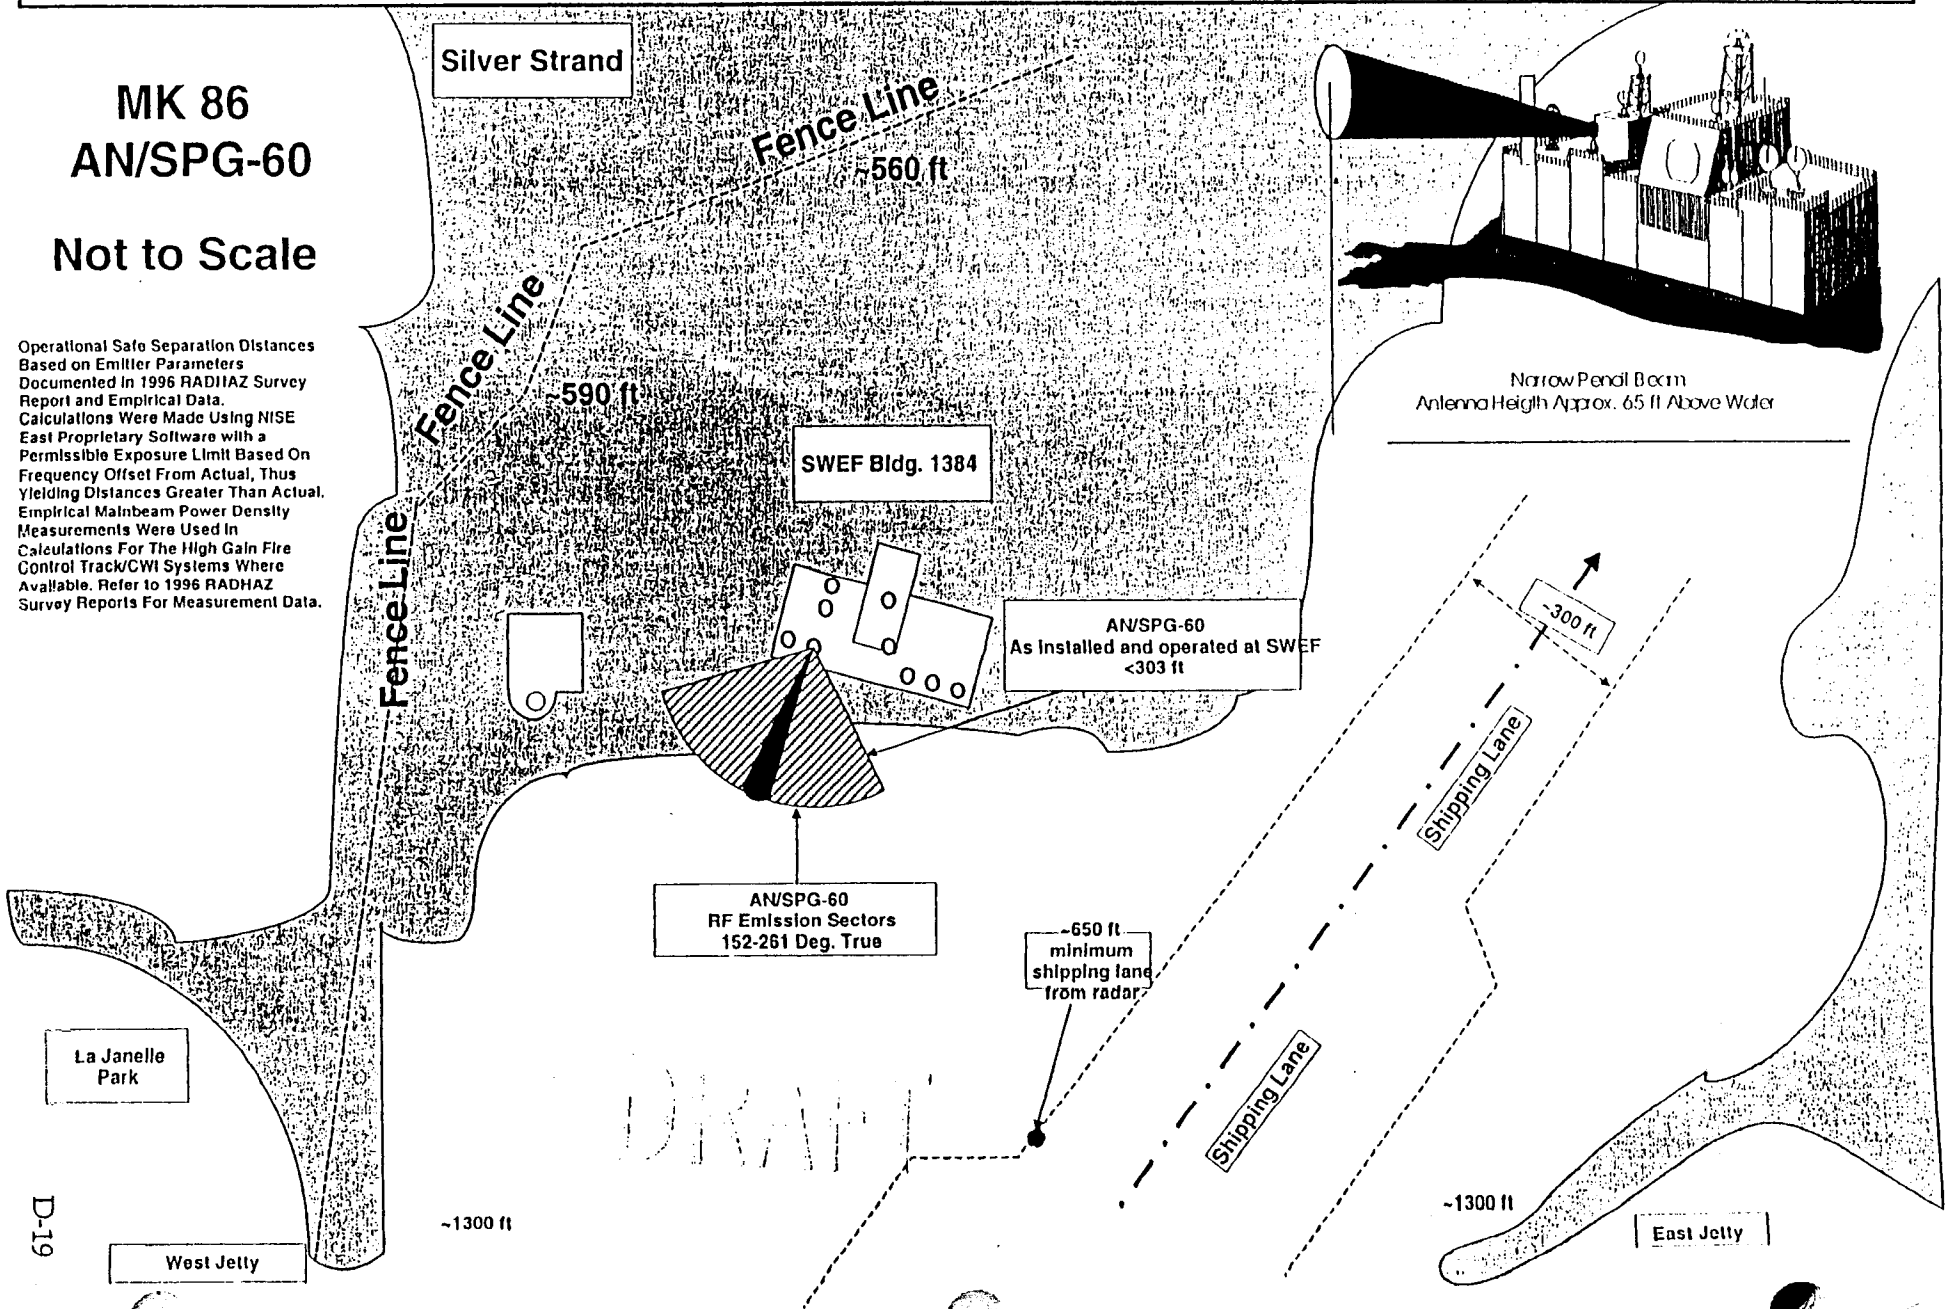 MK 86
AN/SPG-60
Not to Scale
Operational Safe Separation Distances
Based on Emitter Parameters
Documented in 1996 RADHAZ Survey
Report and Empirical Data.
Calculations Were Made Using NISE
East Proprietary Software with a
Permissible Exposure Limit Based On
Frequency Offset From Actual, Thus
Yielding Distances Greater Than Actual.
Empirical Mainbeam Power Density
Measurements Were Used In
Calculations For The High Gain Fire
Control Track/CWI Systems Where
Available. Refer to 1996 RADHAZ
Survey Reports For Measurement Data.
Silver Strand
Fence Line
~560 ft
Fence Line
~590 ft
Fence Line
Narrow Pencil Beam
Antenna Heigth Approx. 65 ft Above Water
SWEF Bldg. 1384
AN/SPG-60
As Installed and operated at SWEF
<303 ft
~300 ft
Shipping Lane
AN/SPG-60
RF Emission Sectors
152-261 Deg. True
~650 ft
minimum
shipping lane
from radar
Shipping Lane
La Janelle
Park
DRAFT
~1300 ft
~1300 ft
West Jetty
East Jetty
D-19